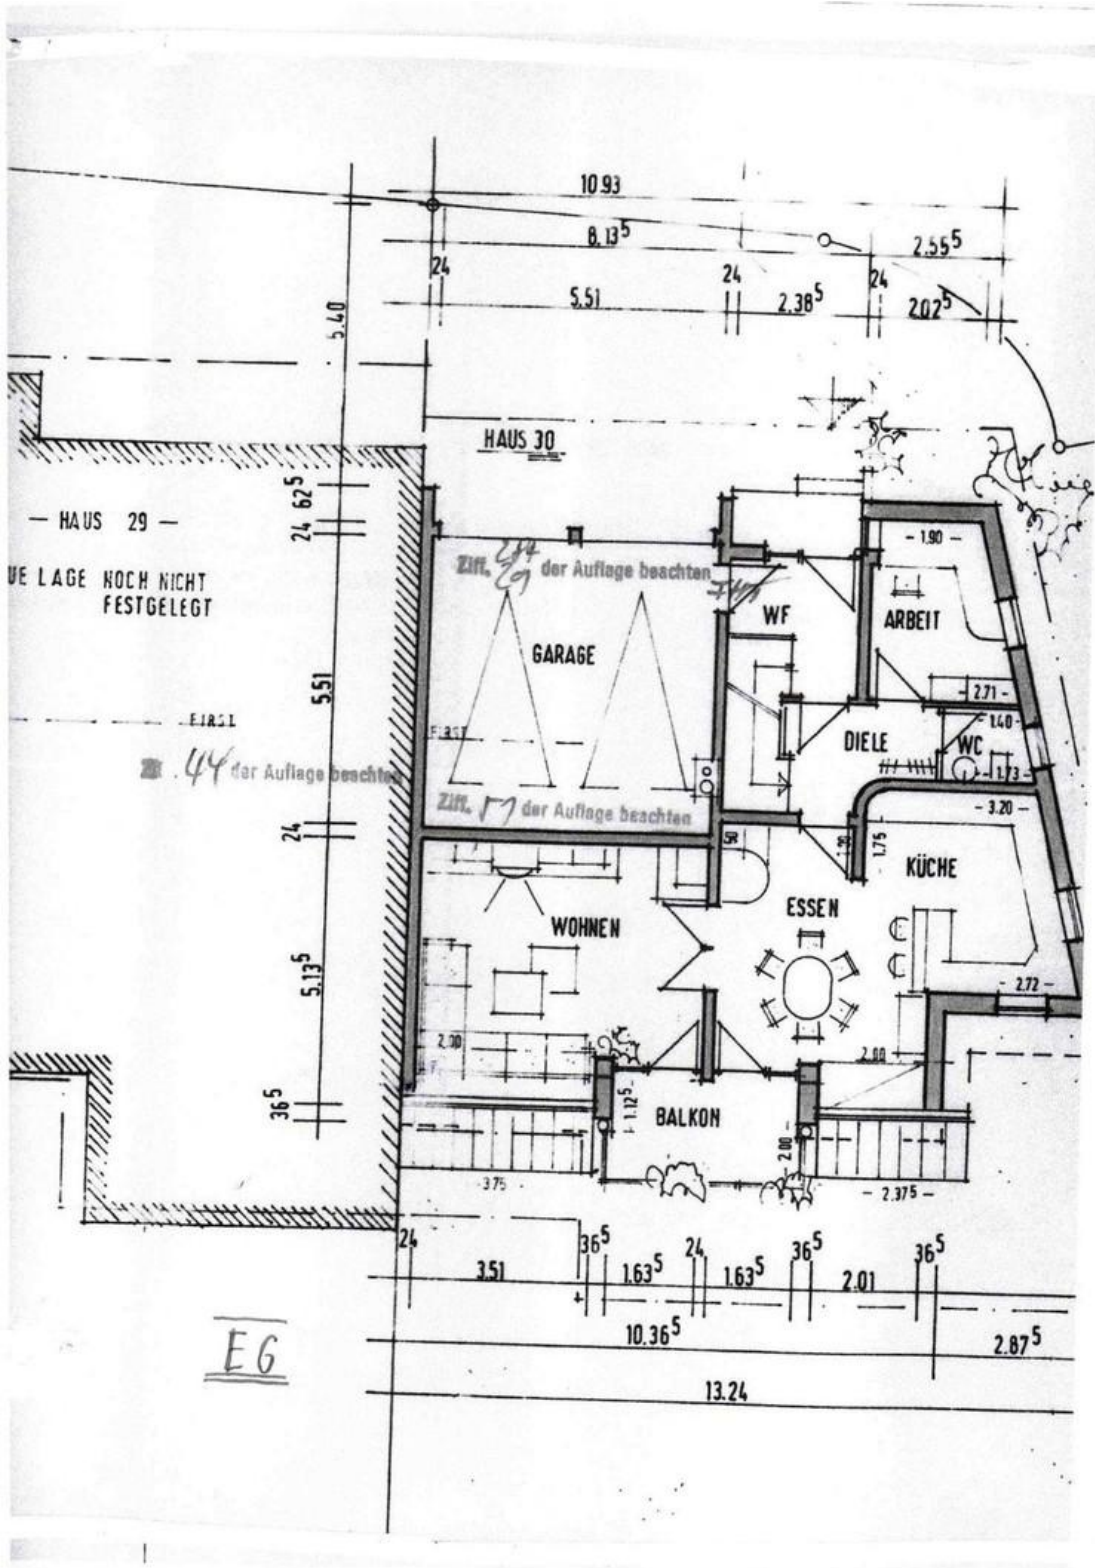 10.93
8.13⁵
2.55⁵
24
24
24
5.51
2.38⁵
2.02⁵
5.40
HAUS 30
62⁵
24
— HAUS 29 —
UE LAGE NOCH NICHT
FESTGELEGT
- 1.90 -
Ziff. 29 der Auflage beachten
WF
ARBEIT
GARAGE
5.51
- 2.71 -
FIRST
FIRST
1.40 -
DIELE
WC
44 der Auflage beachten
- 1.73 -
Ziff. 57 der Auflage beachten
- 3.20 -
24
1.75
KÜCHE
ESSEN
WOHNEN
5.13⁵
- 2.72 -
2.00
2.00
36⁵
1.12⁵
BALKON
2.00 -
3.75
- 2.375 -
24
36⁵
24
36⁵
36⁵
3.51
1.63⁵
1.63⁵
2.01
10.36⁵
2.87⁵
EG
13.24